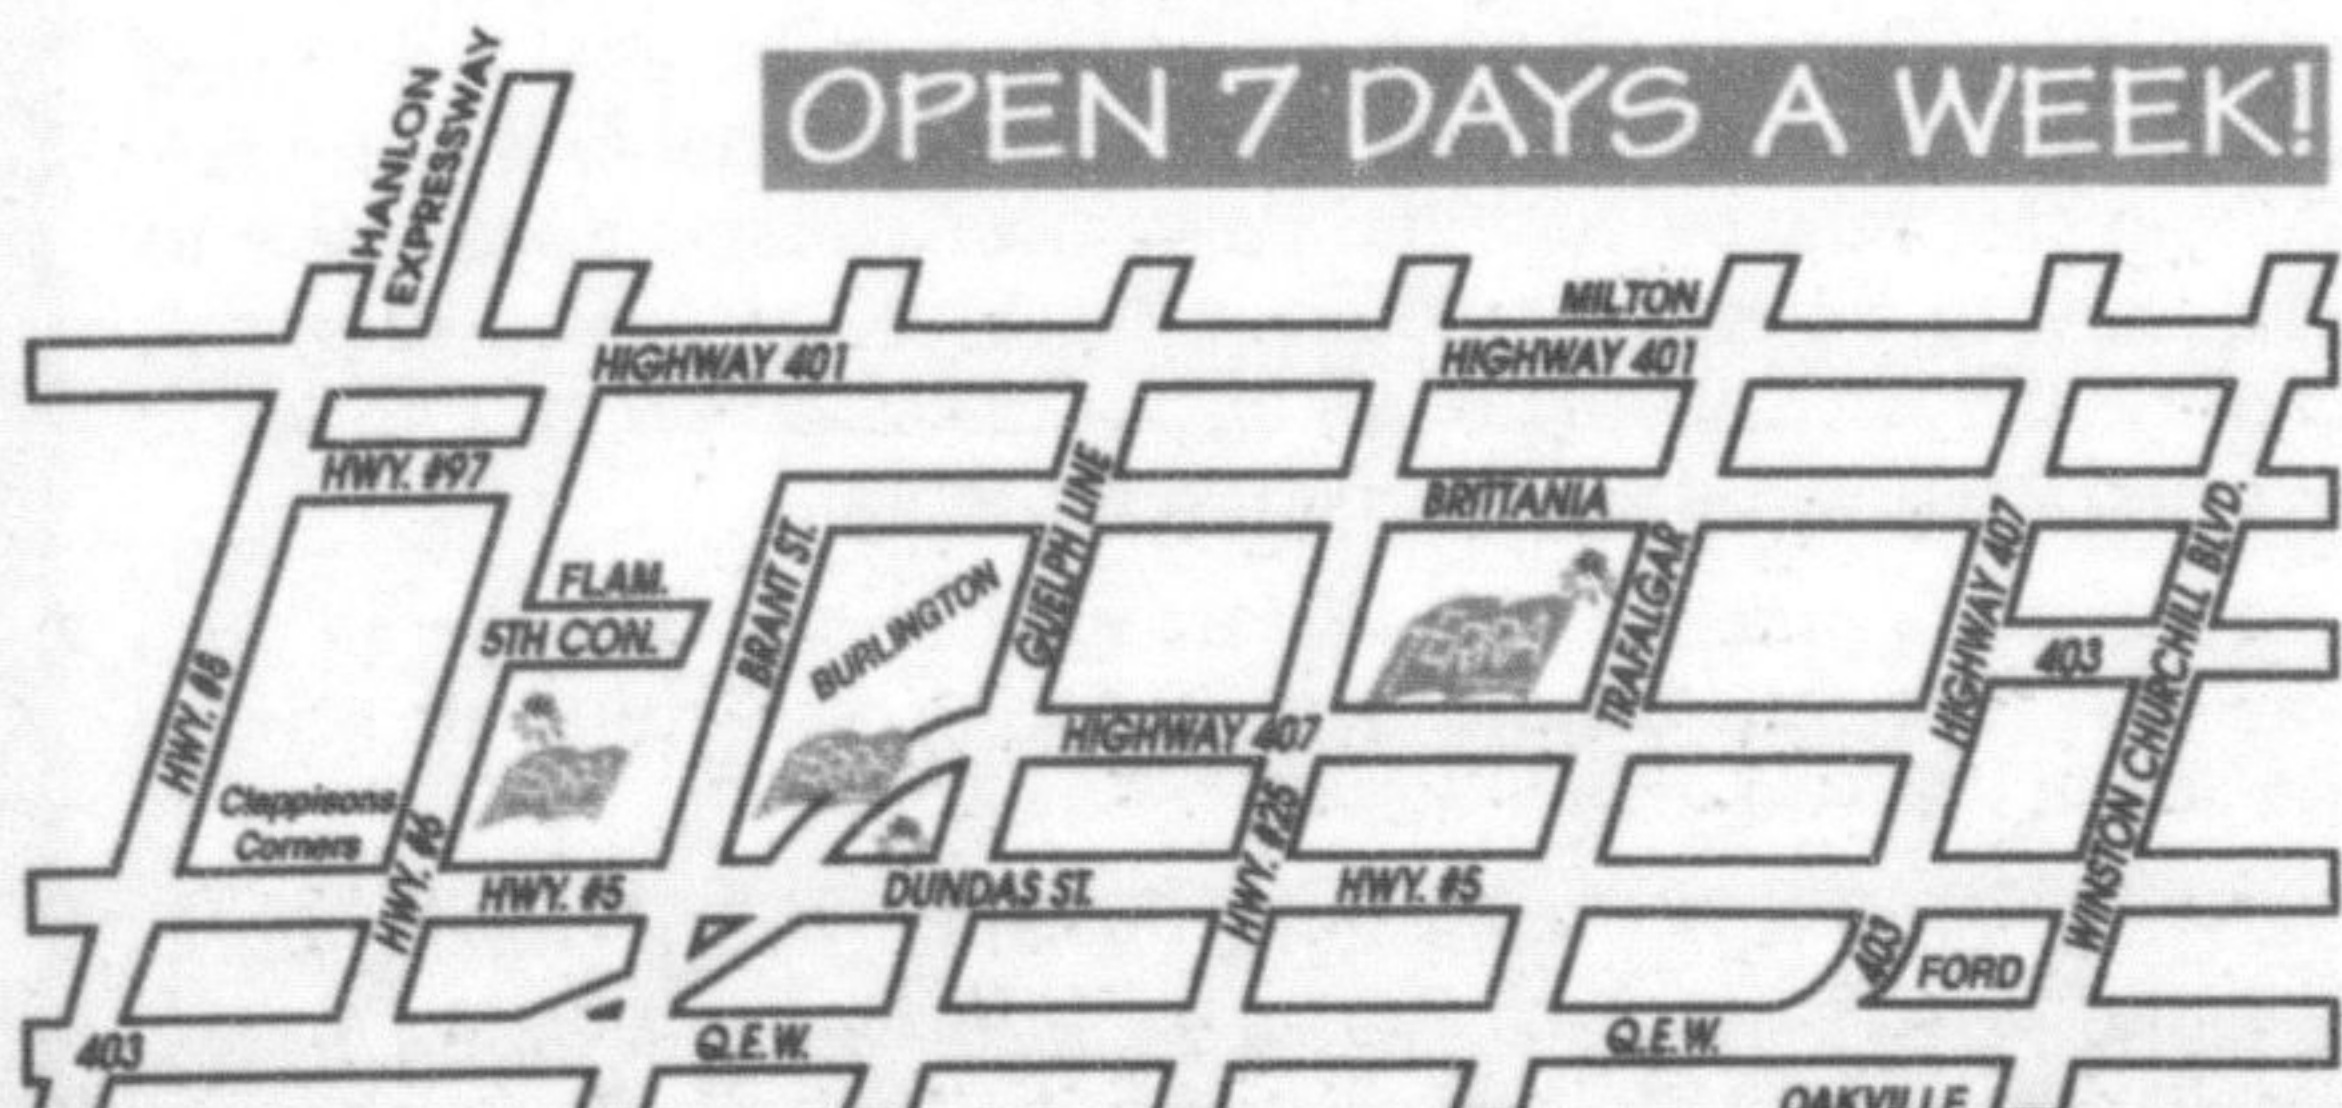 HANLON
EXPRESSWAY
OPEN 7 DAYS A WEEK!
MILTON
HIGHWAY 401
HIGHWAY 401
HWY. #97
BRITTANIA
FLAM.
5TH CON.
BRANT ST.
BURLINGTON
GUELPH LINE
TRAFALGAR
HIGHWAY 407
403
WINSTON CHURCHILL BLVD.
HWY. #8
HIGHWAY 407
Clappisons
Corners
HWY. #6
HWY. #25
HWY. #5
DUNDAS ST.
HWY. #5
403
FORD
403
Q.E.W.
Q.E.W.
OAKVILLE